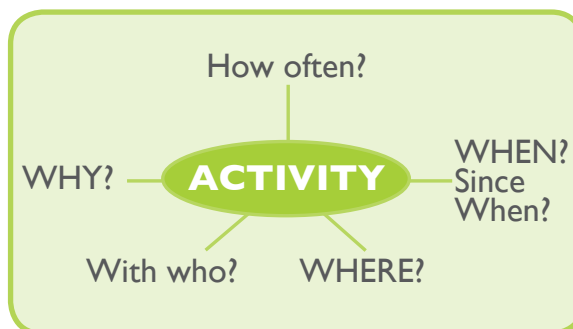 How often?
WHY?
ACTIVITY
WHEN?
Since
When?
With who?
WHERE?